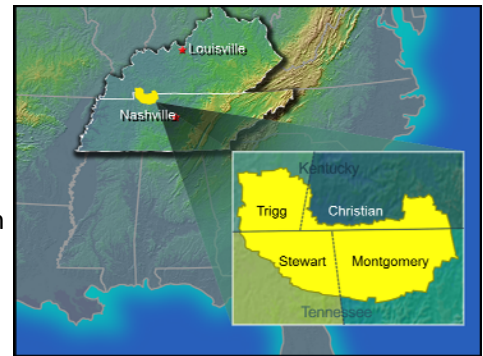 Louisville
Nashville
Kentucky
Trigg
Christian
Stewart
Montgomery
Tennessee